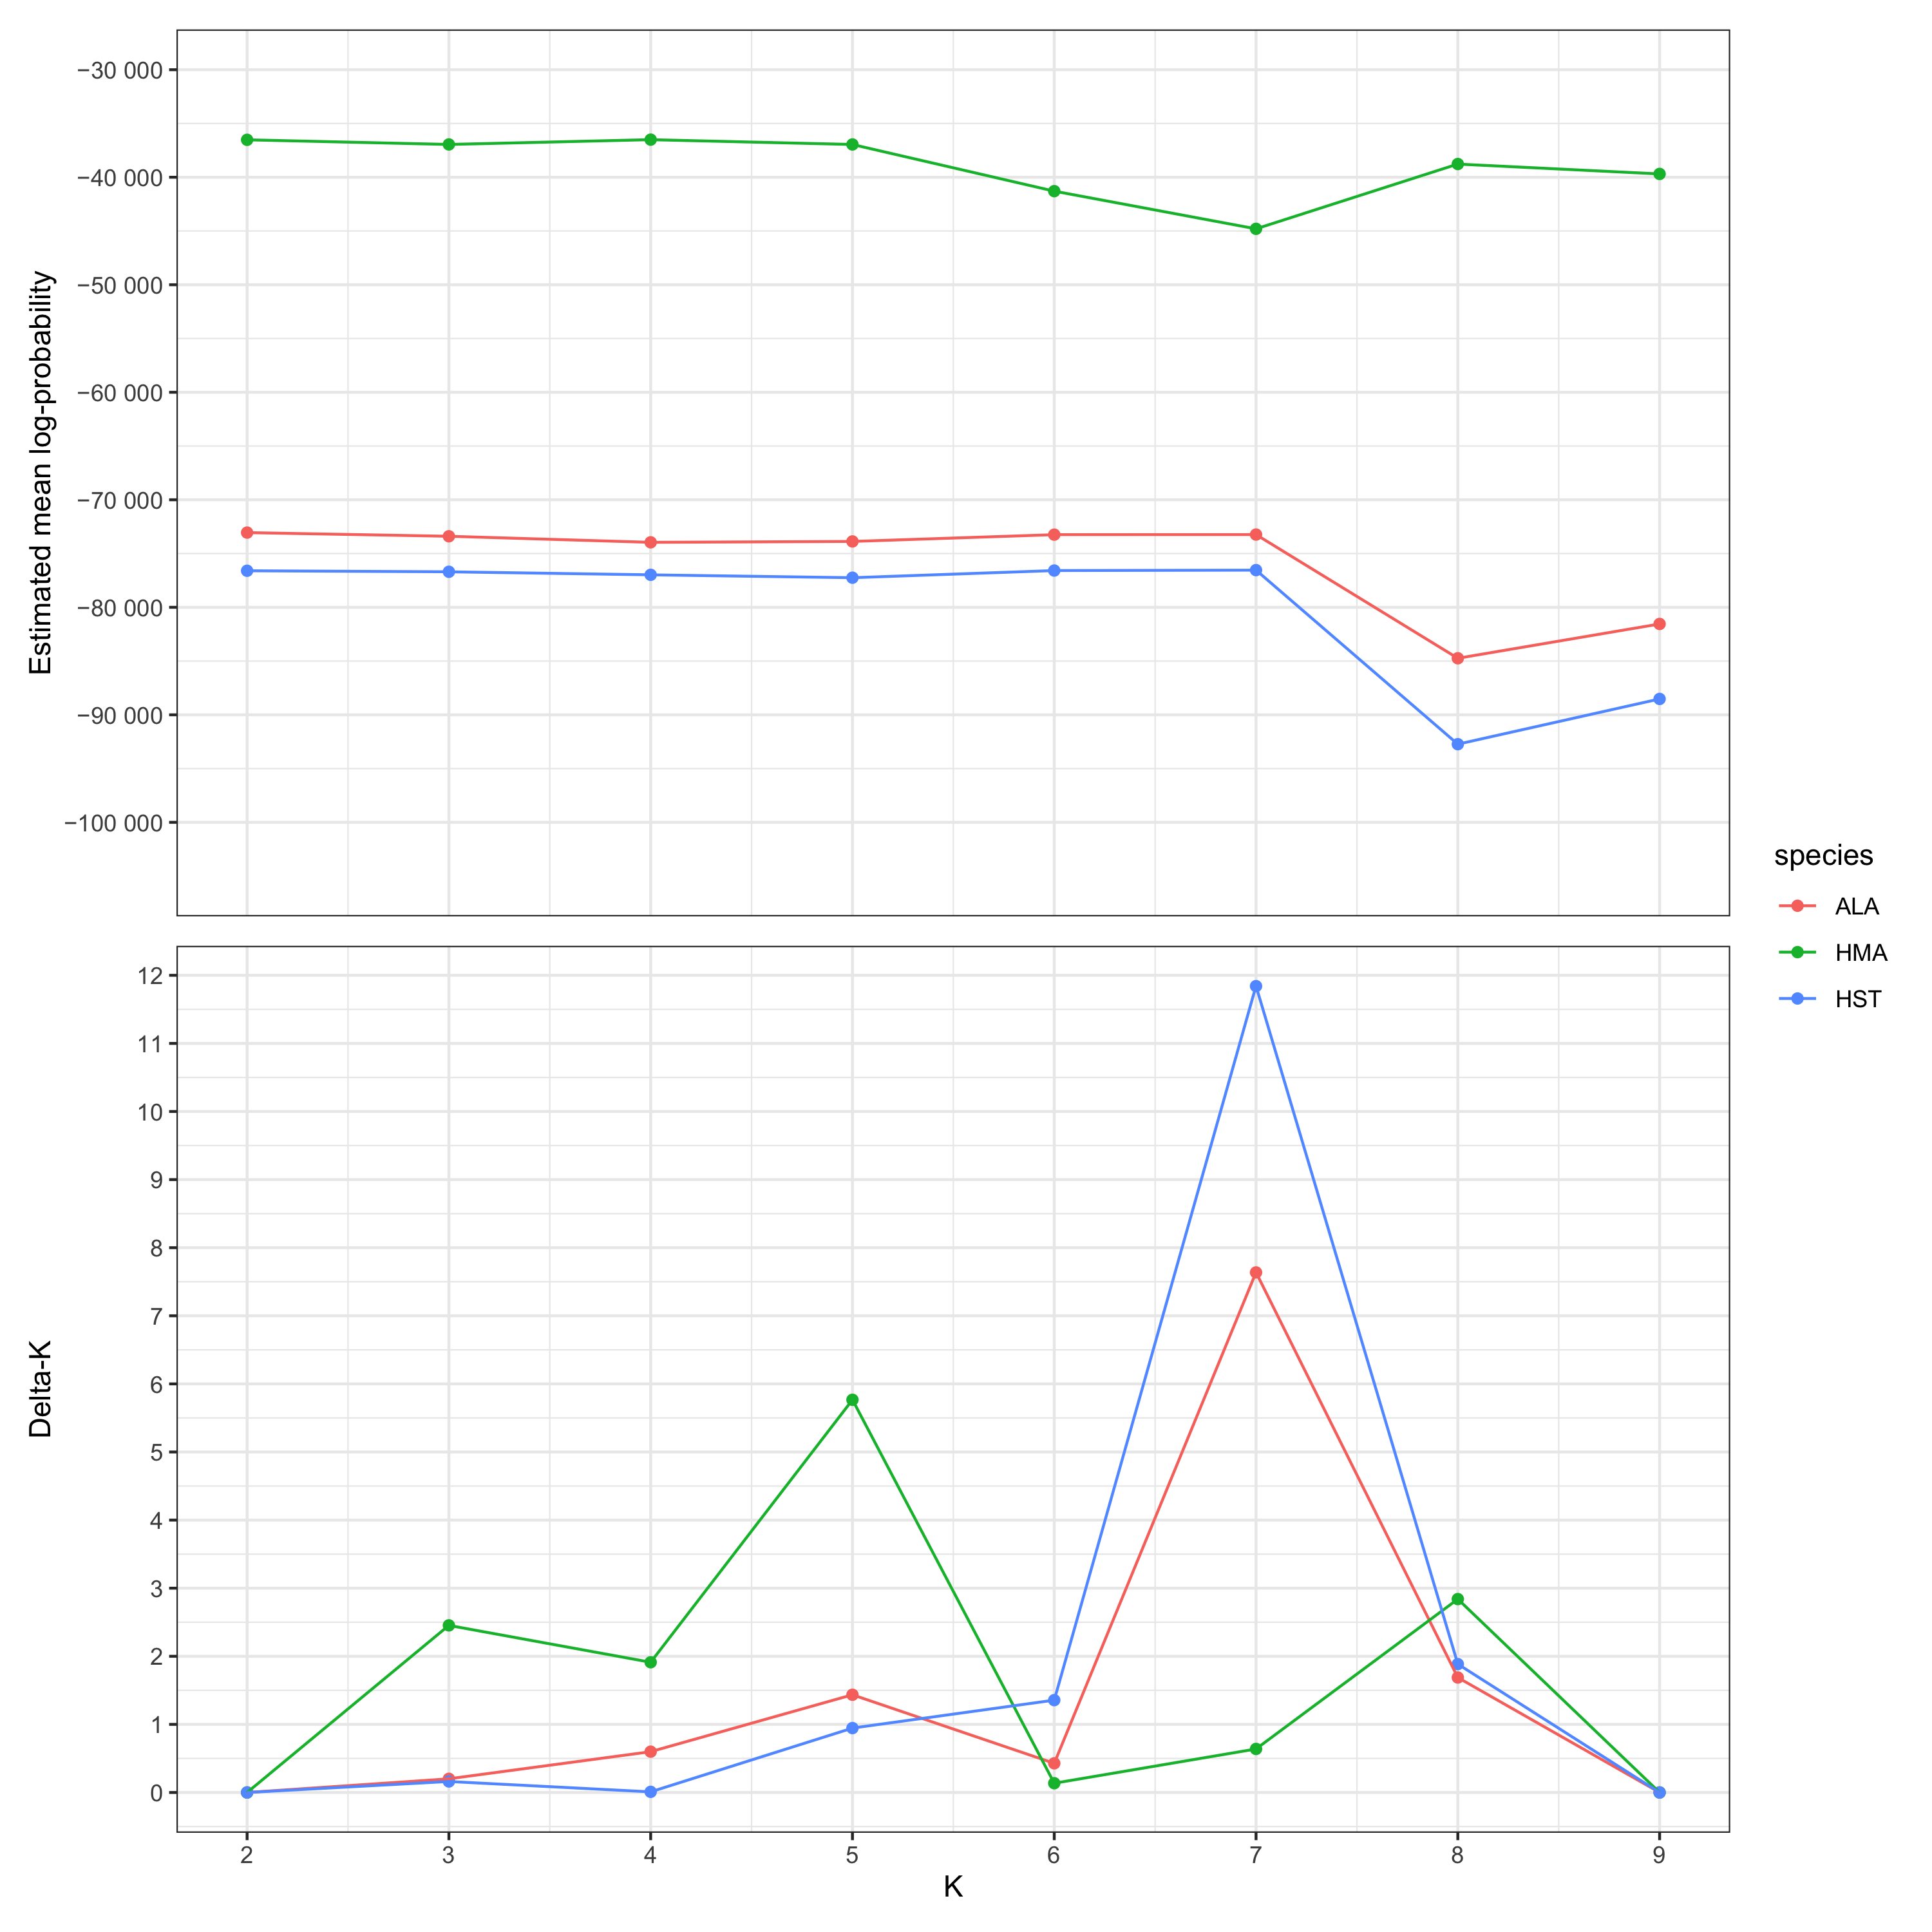 Estimated mean log-probability
−30 000
−40 000
−50 000
−60 000
−70 000
−80 000
−90 000
−100 000
Delta-K
12
11
10
9
8
7
6
5
4
3
2
1
0
2 3 4 5 6 7 8 9
K
species
ALA
HMA
HST